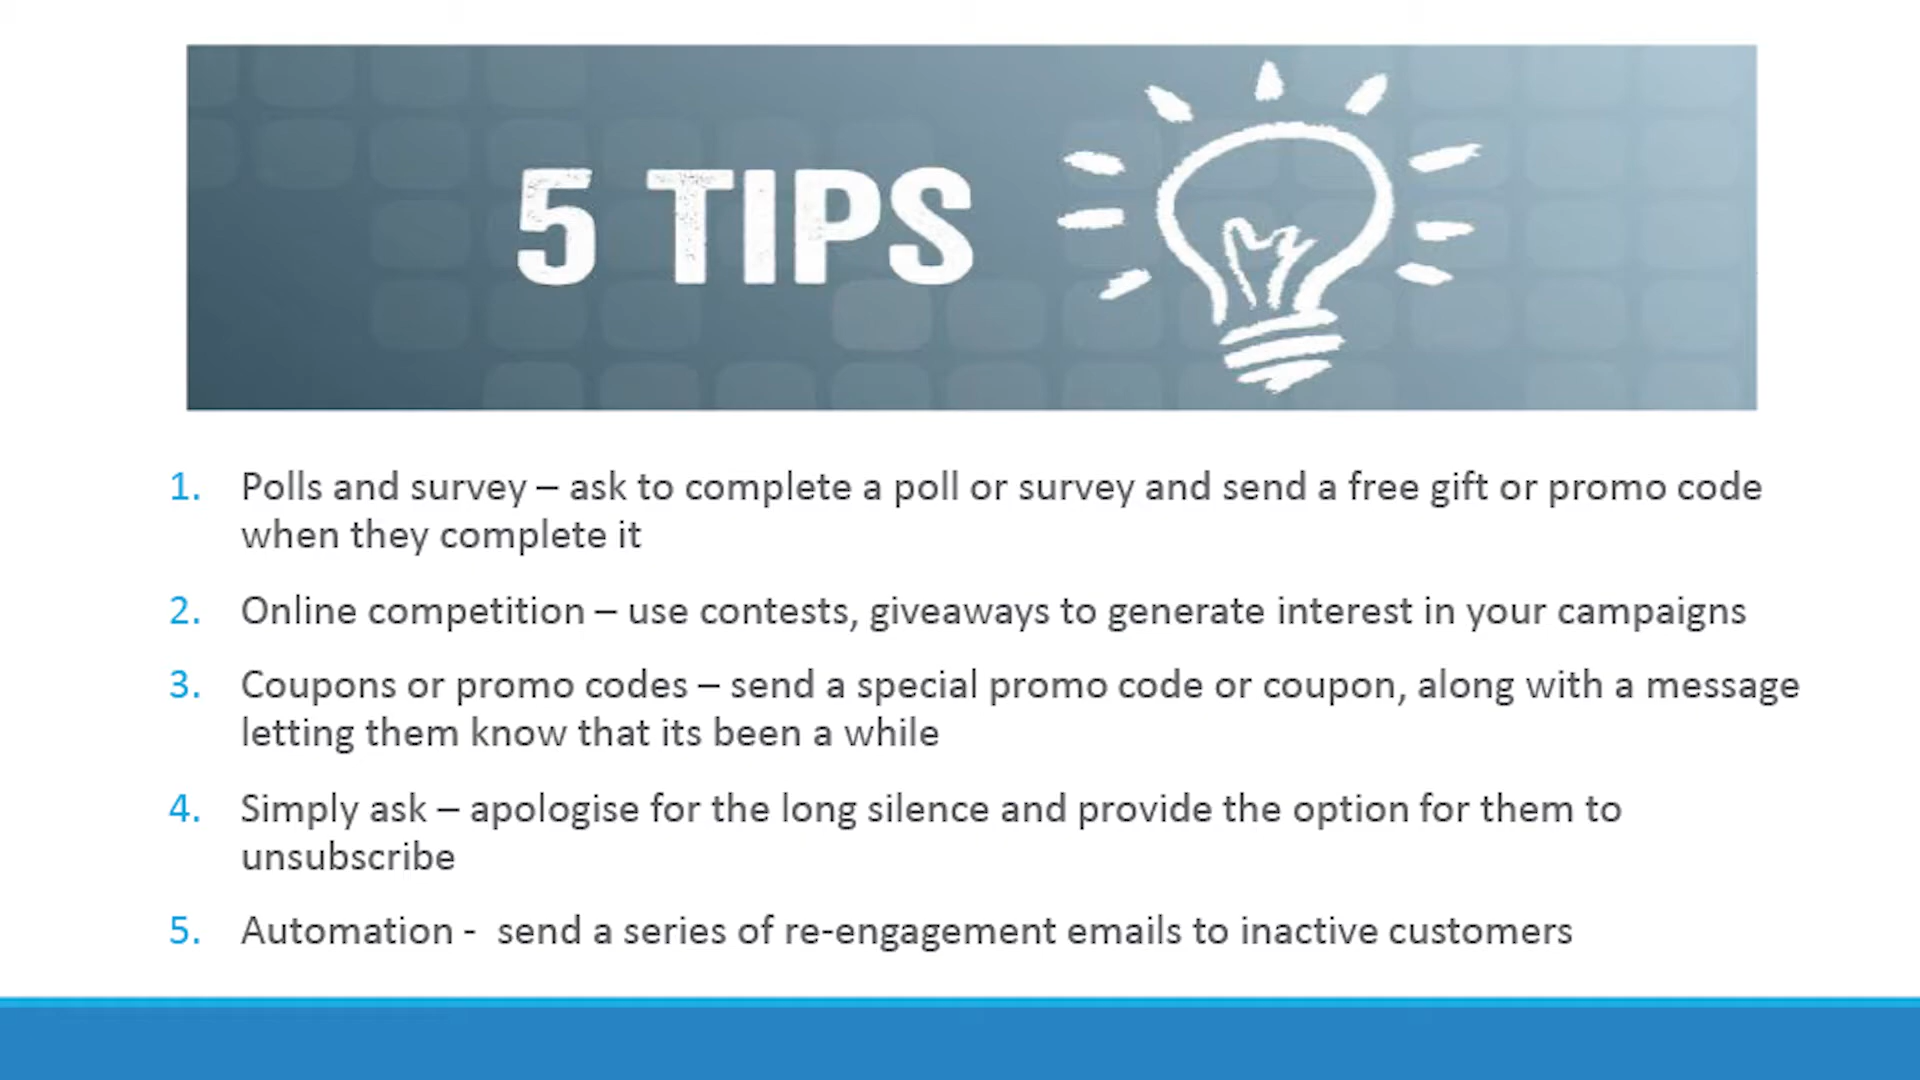 5 TIPS
1. Polls and survey – ask to complete a poll or survey and send a free gift or promo code
when they complete it
2. Online competition – use contests, giveaways to generate interest in your campaigns
3. Coupons or promo codes – send a special promo code or coupon, along with a message
letting them know that its been a while
4. Simply ask – apologise for the long silence and provide the option for them to
unsubscribe
5. Automation -  send a series of re-engagement emails to inactive customers